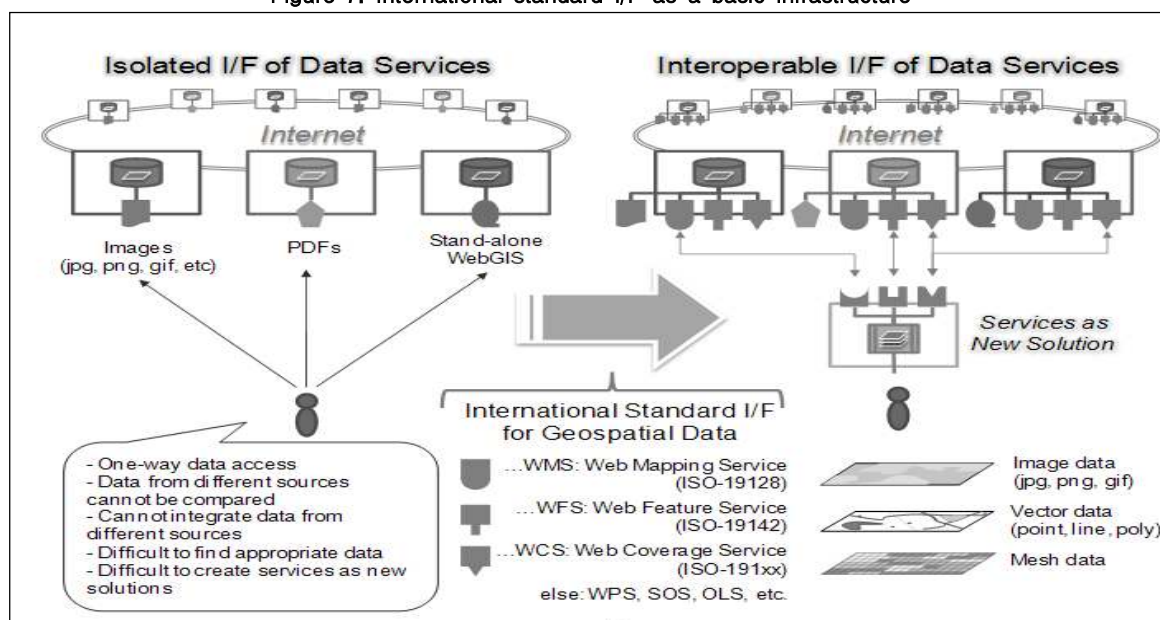 Figure 7. International standard I/F as a basic infrastructure
Isolated I/F of Data Services
Internet
Images
(jpg, png, gif, etc)
PDFs
Stand-alone
WebGIS
- One-way data access
- Data from different sources
cannot be compared
- Cannot integrate data from
different sources
- Difficult to find appropriate data
- Difficult to create services as new
solutions
Interoperable I/F of Data Services
Internet
Services as
New Solution
International Standard I/F
for Geospatial Data
...WMS: Web Mapping Service
(ISO-19128)
...WFS: Web Feature Service
(ISO-19142)
...WCS: Web Coverage Service
(ISO-191xx)
else: WPS, SOS, OLS, etc.
Image data
(jpg, png, gif)
Vector data
(point, line, poly)
Mesh data